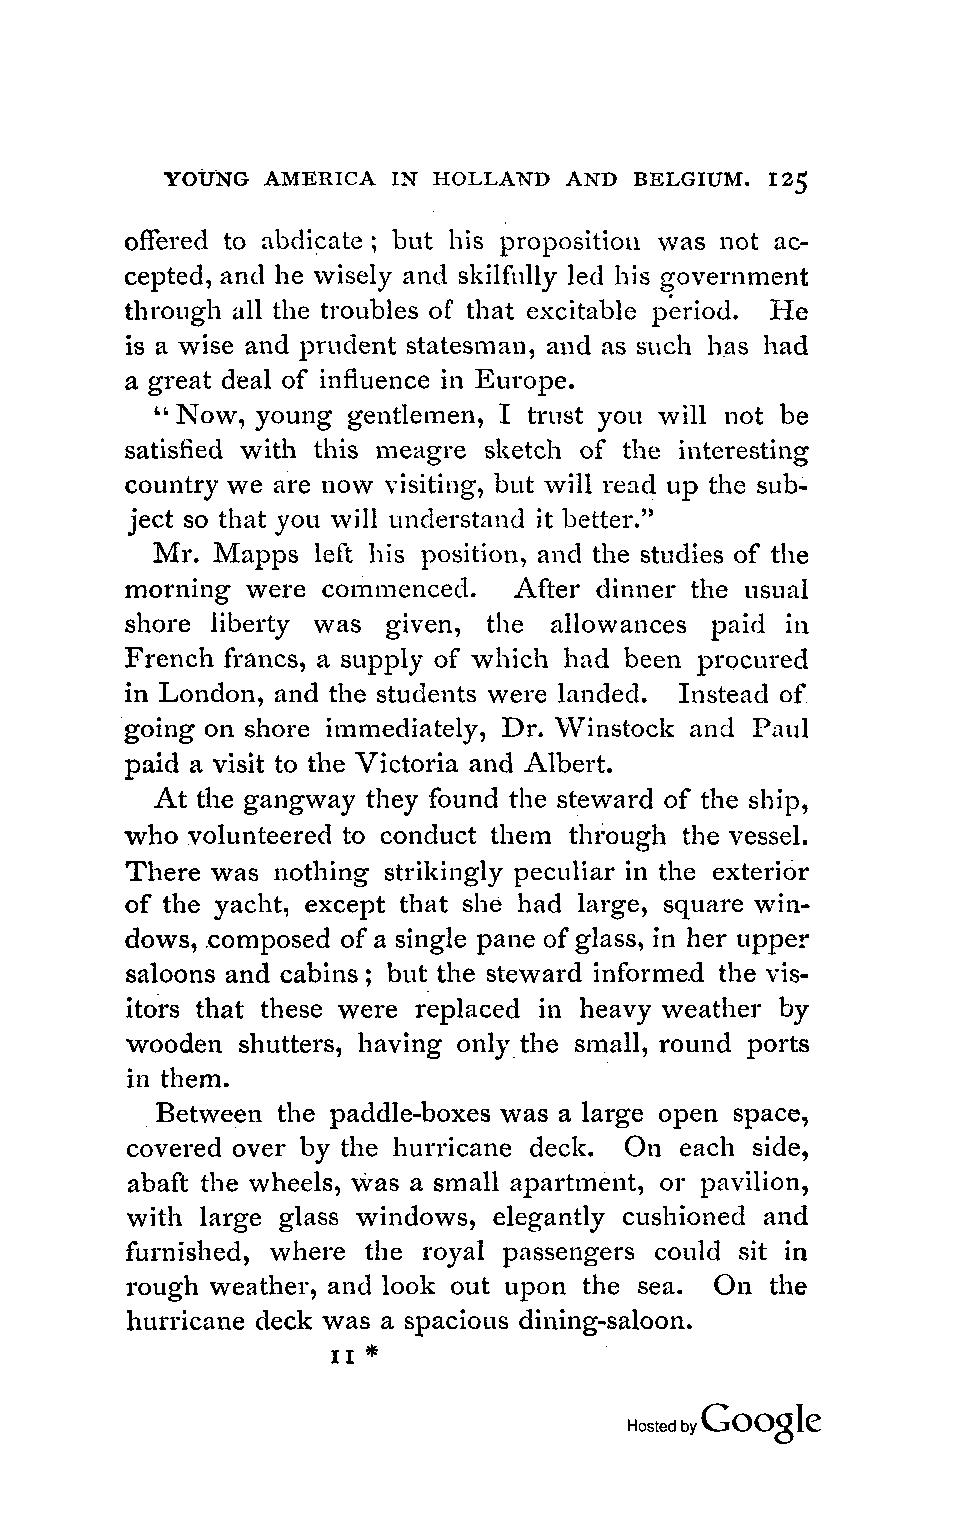 YOUNG AMERICA IN HOLLAND AND BELGIUM. 125
offered to abdicate ; but his proposition was not ac-
cepted, and he wisely and skilfully led his government
through all the troubles of that excitable period. He
is a wise and prudent statesman, and as such has had
a great deal of influence in Europe.
“ Now, young gentlemen, I trust you will not be
satisfied with this meagre sketch of the interesting
country we are now visiting, but will read up the sub-
ject so that you will understand it better.”
Mr. Mapps left his position, and the studies of the
morning were commenced. After dinner the usual
shore liberty was given, the allowances paid in
French francs, a supply of which had been procured
in London, and the students were landed. Instead of
going on shore immediately, Dr. Winstock and Paul
paid a visit to the Victoria and Albert.
At the gangway they found the steward of the ship,
who volunteered to conduct them through the vessel.
There was nothing strikingly peculiar in the exterior
of the yacht, except that she had large, square win-
dows, composed of a single pane of glass, in her upper
saloons and cabins ; but the steward informed the vis-
itors that these were replaced in heavy weather by
wooden shutters, having only the small, round ports
in them.
Between the paddle-boxes was a large open space,
covered over by the hurricane deck. On each side,
abaft the wheels, was a small apartment, or pavilion,
with large glass windows, elegantly cushioned and
furnished, where the royal passengers could sit in
rough weather, and look out upon the sea. On the
hurricane deck was a spacious dining-saloon.
11 *
Hosted by Google